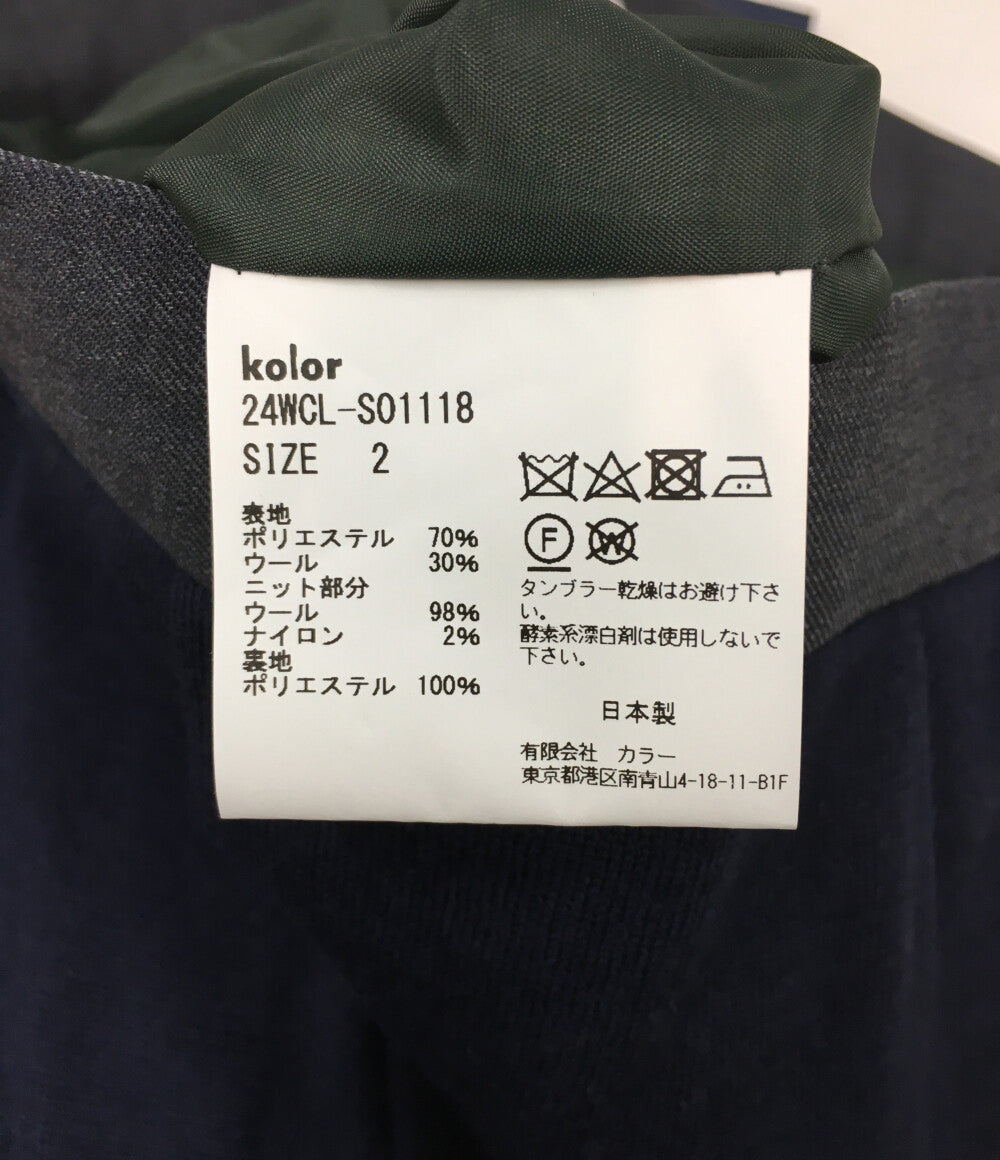 kolor
24WCL-S01118
SIZE 2
表地
ポリエステル 70%
ウール 30%
ニット部分
ウール 98%
ナイロン 2%
裏地
ポリエステル 100%
F W
タンブラー乾燥はお避け下さ
い。
酵素系漂白剤は使用しないで
下さい。
日本製
有限会社 カラー
東京都港区南青山4-18-11-B1F